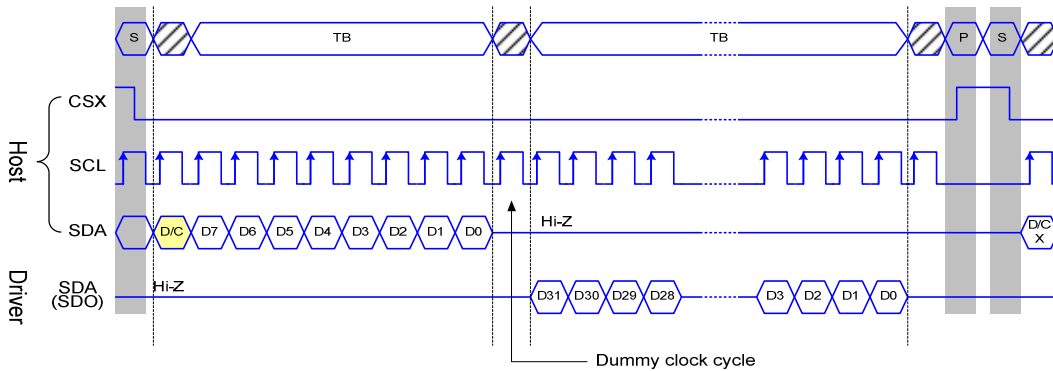 S TB TB P S
CSX
Host
SCL
SDA D/C D7 D6 D5 D4 D3 D2 D1 D0 Hi-Z D/C
X
Driver
SDA
(SDO) Hi-Z D31 D30 D29 D28 D3 D2 D1 D0
Dummy clock cycle